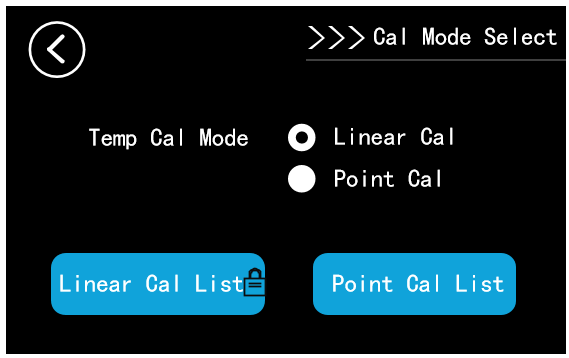 >>> Cal Mode Select
Temp Cal Mode
Linear Cal
Point Cal
Linear Cal List
Point Cal List